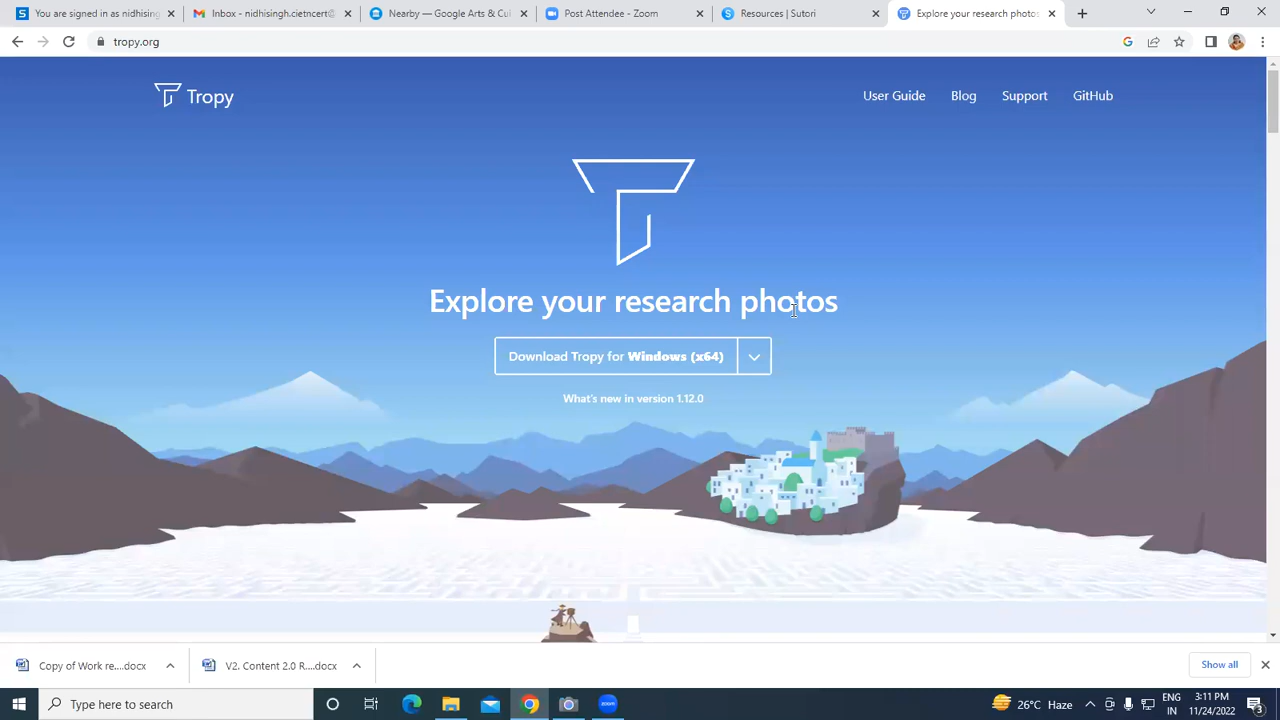 You are signed in as nidhising
Inbox - nidhisingh.cietncert@
Nearby — Google Arts & Cul
Post Attendee - Zoom
Resources | Sutori
Explore your research photos
tropy.org
Tropy
User Guide
Blog
Support
GitHub
Explore your research photos
Download Tropy for Windows (x64)
What's new in version 1.12.0
Copy of Work re....docx
V2. Content 2.0 R....docx
Show all
Type here to search
zoom
26°C Haze
ENG
IN
3:11 PM
11/24/2022
3